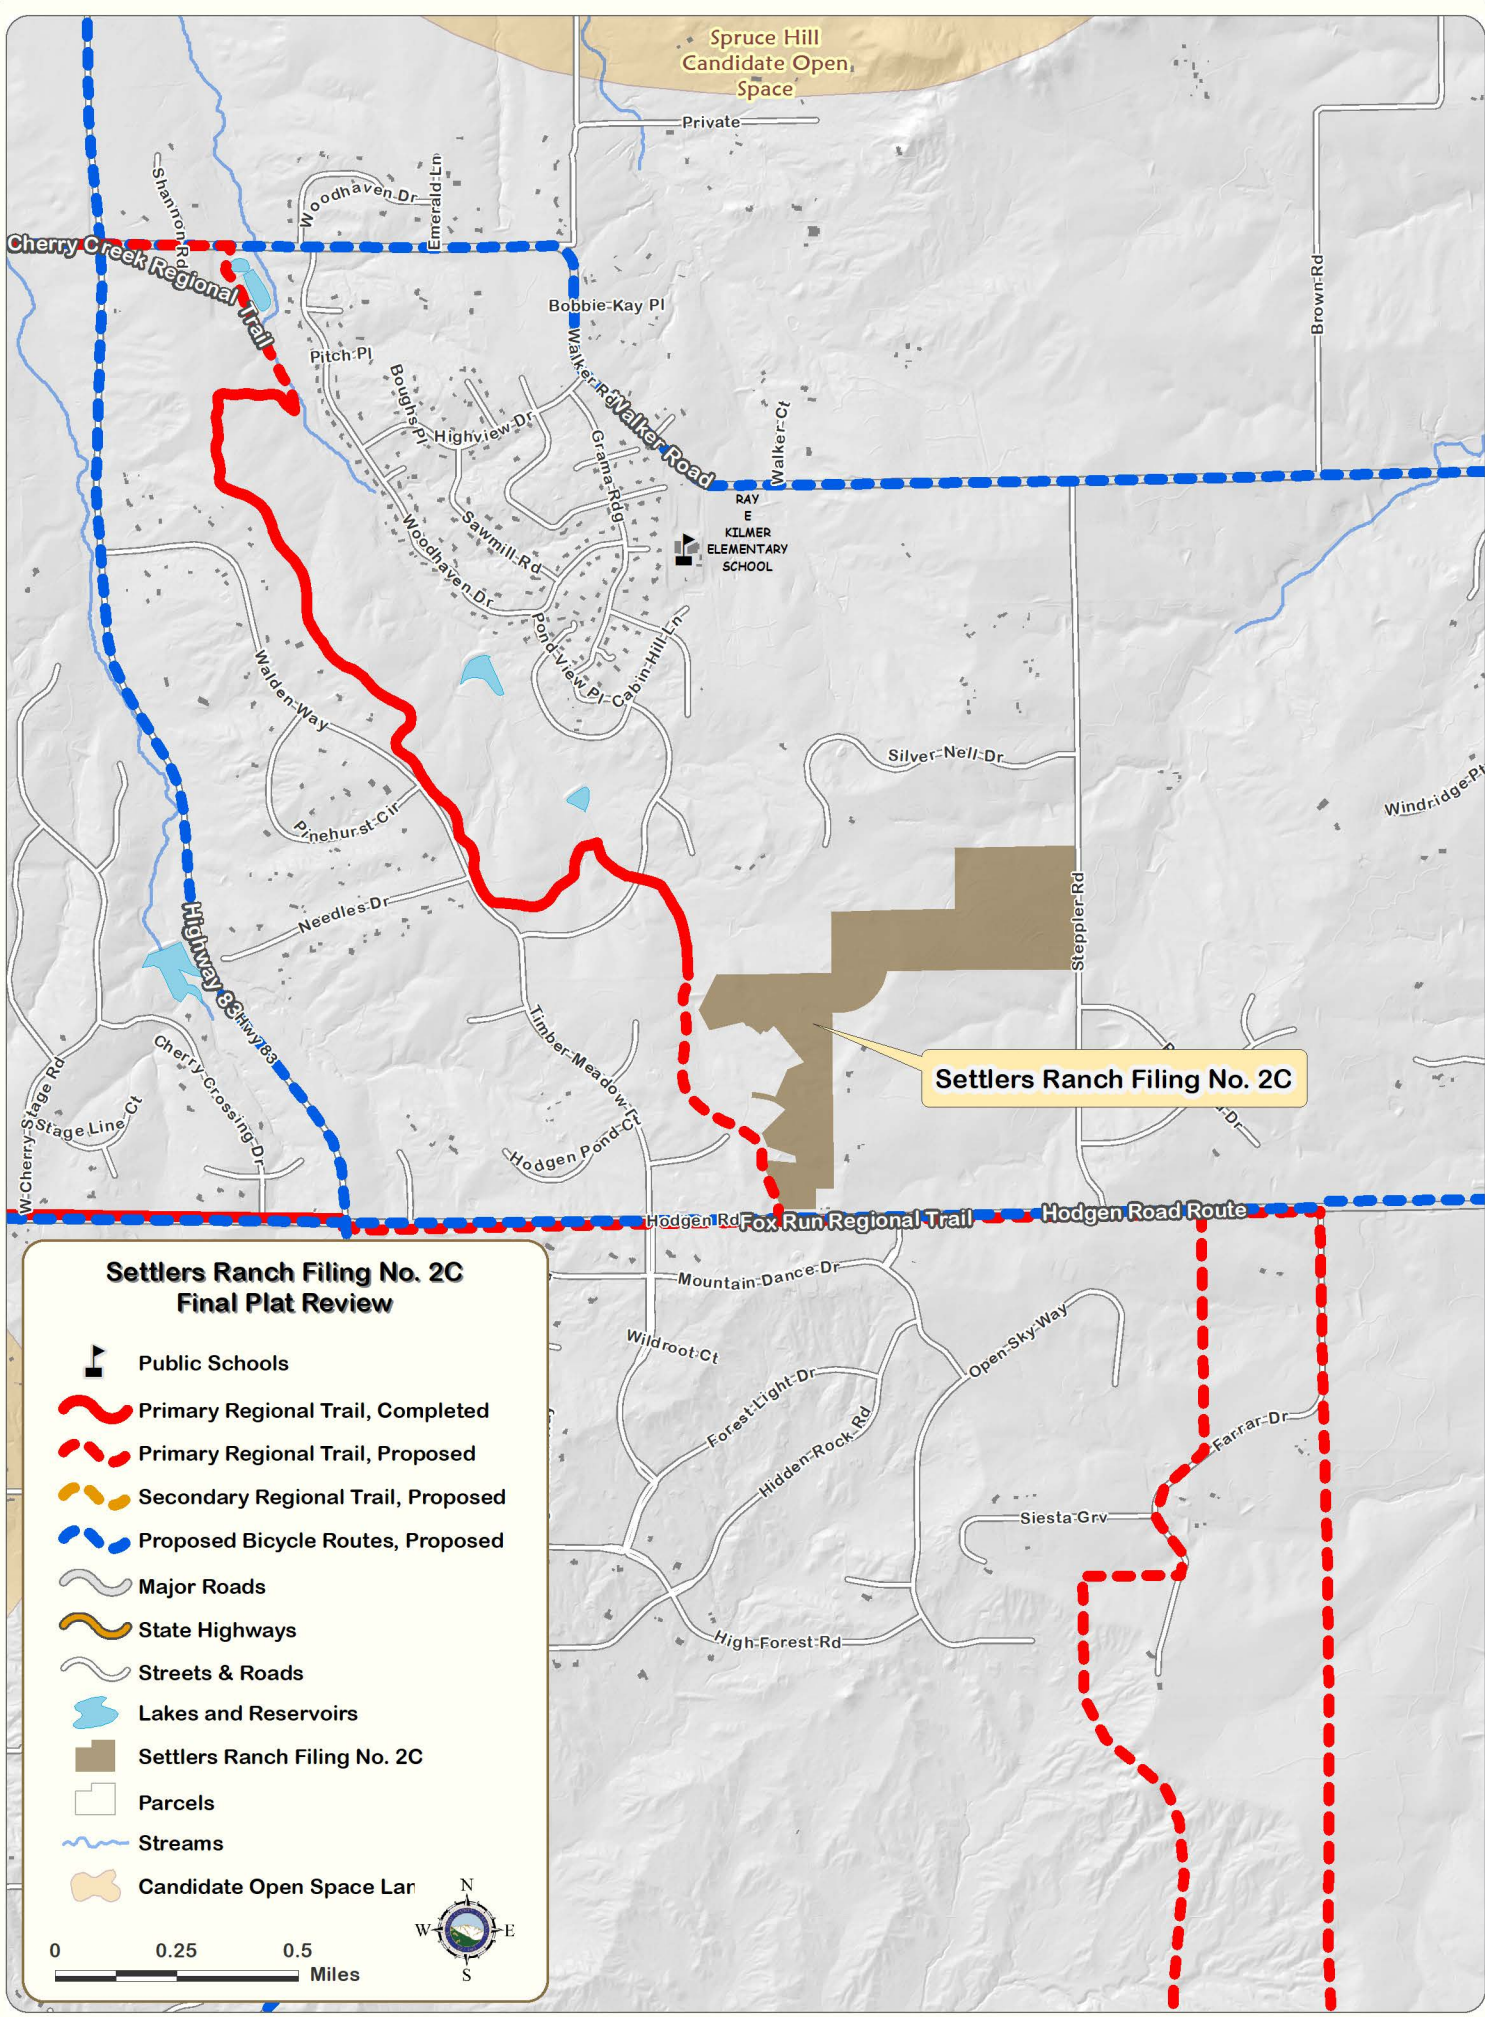 Spruce Hill
Candidate Open
Space
Private
Shannon Rd
Woodhaven Dr
Emerald Ln
Cherry Creek Regional Trail
Brown Rd
Bobbie Kay Pl
Walker Rd
Pitch Pl
Boughs Pl
Highview Dr
Walker Road
Walker Ct
Grama Rdg
RAY
E
KILMER
ELEMENTARY
SCHOOL
Sawmill Rd
Woodhaven Dr
Pond View Pl
Cabin Hill Ln
Walden Way
Silver Nell Dr
Windridge Pt
Pinehurst Cir
Needles Dr
Steppler Rd
Highway 83
Hwy 83
Timber Meadow Dr
Cherry Crossing Dr
Settlers Ranch Filing No. 2C
W Cherry Stage Rd
Stage Line Ct
Hodgen Pond Ct
Hodgen Rd
Fox Run Regional Trail
Hodgen Road Route
Mountain Dance Dr
Wildroot Ct
Open Sky Way
Forest Light Dr
Hidden Rock Rd
Farrar Dr
Siesta Grv
High Forest Rd
Settlers Ranch Filing No. 2C
Final Plat Review
Public Schools
Primary Regional Trail, Completed
Primary Regional Trail, Proposed
Secondary Regional Trail, Proposed
Proposed Bicycle Routes, Proposed
Major Roads
State Highways
Streets & Roads
Lakes and Reservoirs
Settlers Ranch Filing No. 2C
Parcels
Streams
Candidate Open Space Lan
N
W
E
S
0
0.25
0.5
Miles